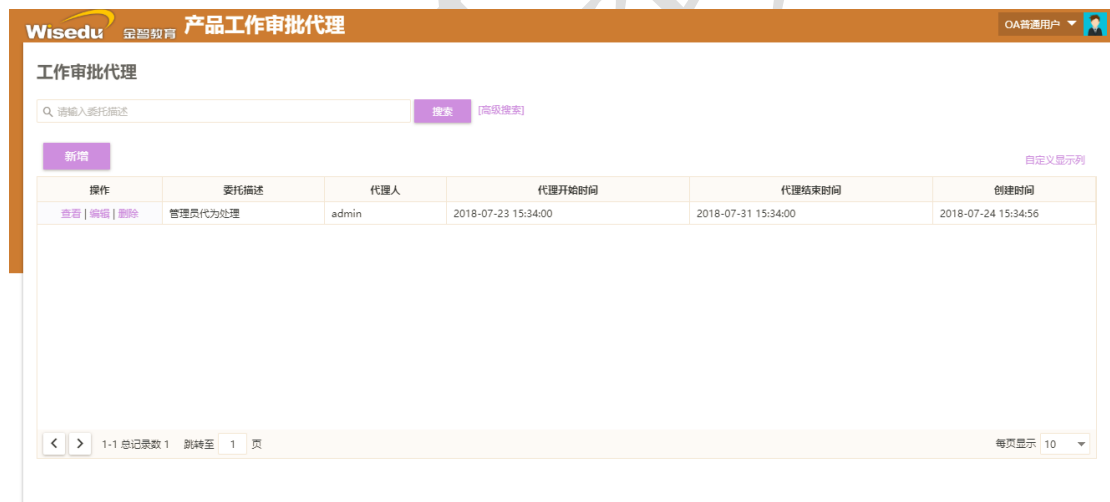 Wisedu 金智教育 产品工作审批代理 OA普通用户
工作审批代理
请输入委托描述 搜索 [高级搜索]
新增 自定义显示列
操作 委托描述 代理人 代理开始时间 代理结束时间 创建时间
查看 | 编辑 | 删除 管理员代为处理 admin 2018-07-23 15:34:00 2018-07-31 15:34:00 2018-07-24 15:34:56
1-1 总记录数 1 跳转至 1 页 每页显示 10